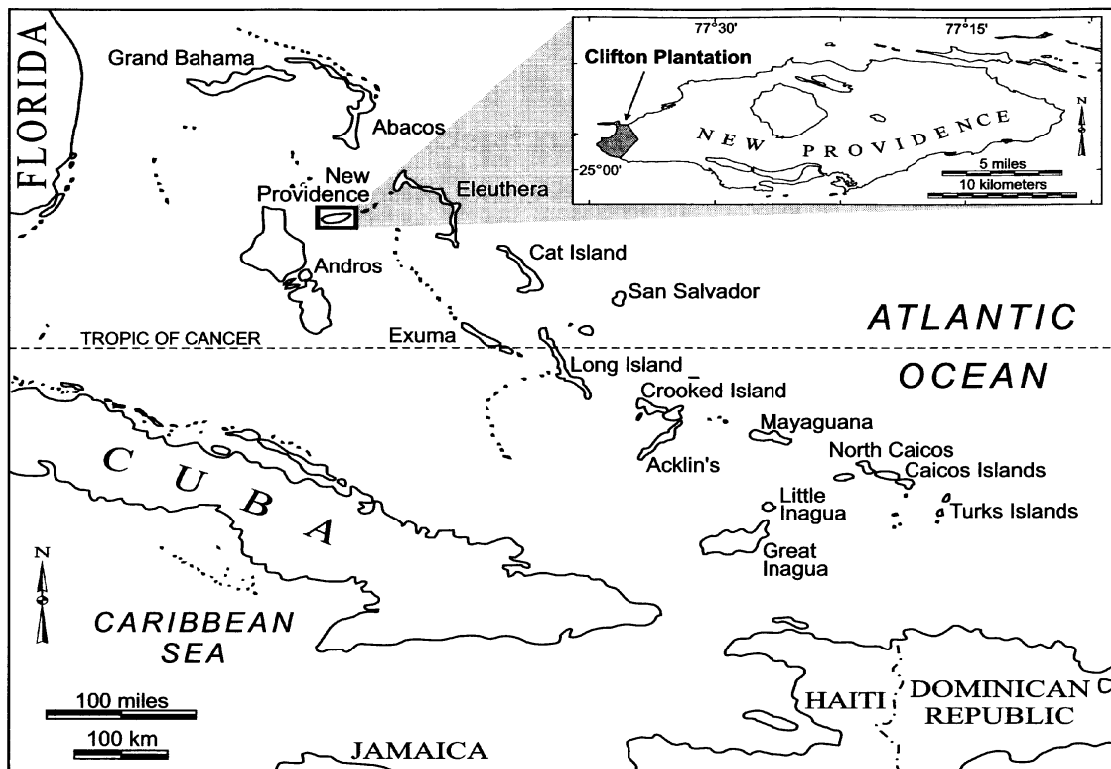 FLORIDA
Grand Bahama
Abacos
New
Providence
Eleuthera
Andros
Cat Island
San Salvador
TROPIC OF CANCER
Exuma
Long Island
Crooked Island
Acklin's
Mayaguana
North Caicos
Caicos Islands
Turks Islands
Little
Inagua
Great
Inagua
ATLANTIC
OCEAN
CUBA
N
CARIBBEAN
SEA
100 miles
100 km
JAMAICA
HAITI
DOMINICAN
REPUBLIC
77°30'
77°15'
Clifton Plantation
NEW PROVIDENCE
N
25°00'
5 miles
10 kilometers